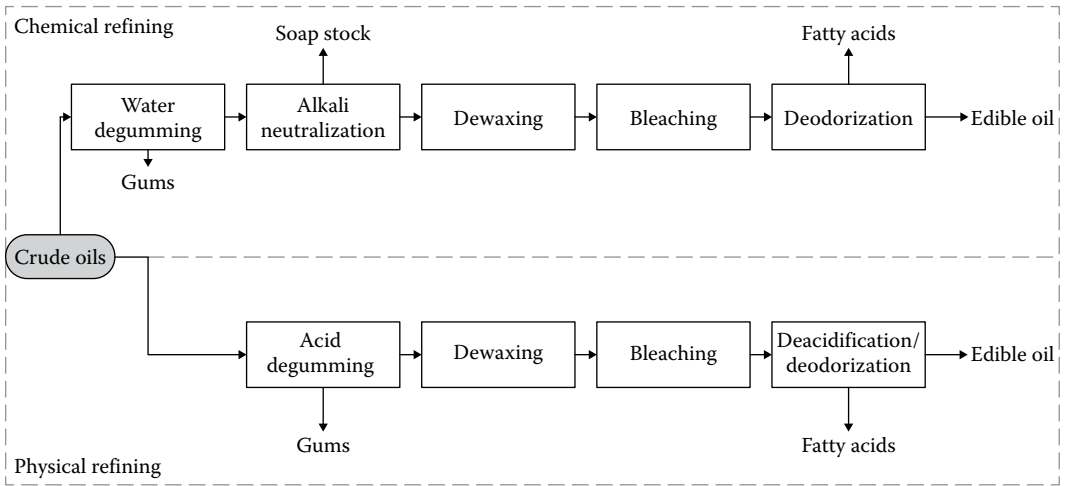 Chemical refining
Soap stock
Fatty acids
Water
degumming
Alkali
neutralization
Dewaxing
Bleaching
Deodorization
Edible oil
Gums
Crude oils
Acid
degumming
Dewaxing
Bleaching
Deacidification/
deodorization
Edible oil
Gums
Fatty acids
Physical refining